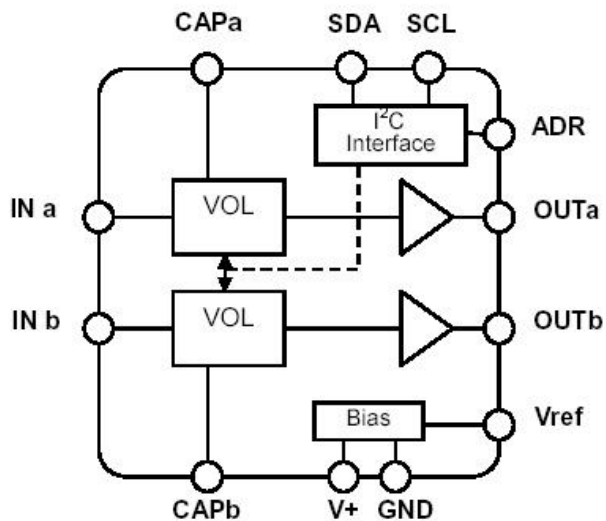 CAPa
SDA
SCL
I²C
Interface
ADR
IN a
VOL
OUTa
IN b
VOL
OUTb
Bias
Vref
CAPb
V+
GND